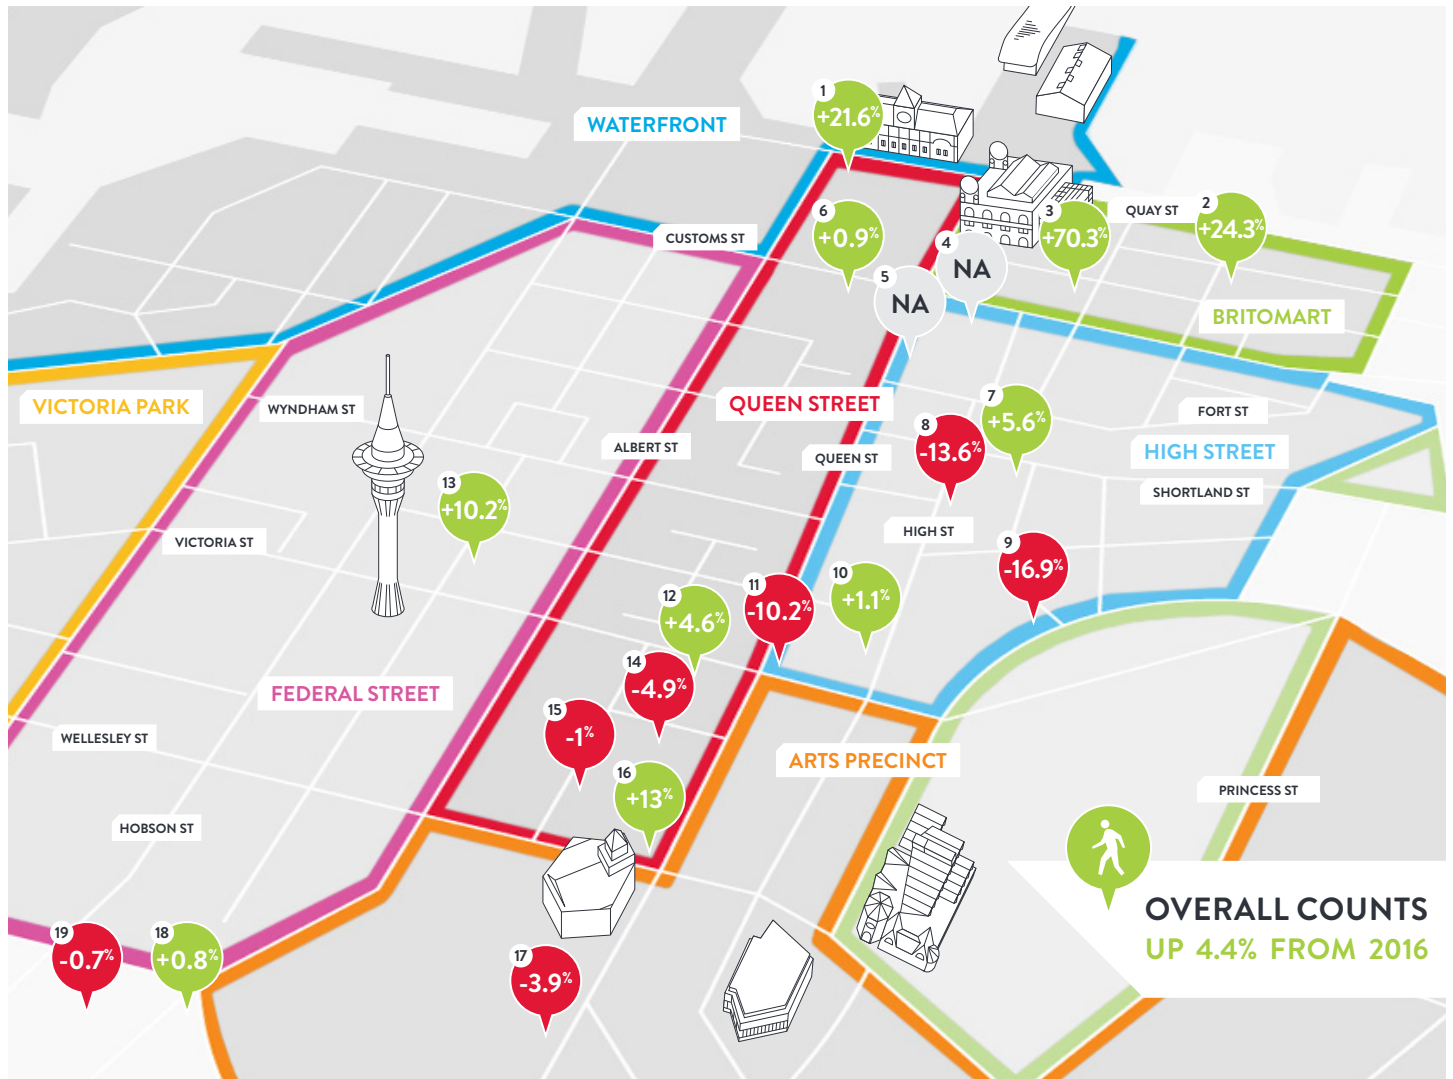 1
+21.6%
WATERFRONT
2
+24.3%
QUAY ST
3
+70.3%
6
+0.9%
CUSTOMS ST
4
NA
5
NA
BRITOMART
VICTORIA PARK
WYNDHAM ST
QUEEN STREET
7
+5.6%
FORT ST
8
-13.6%
ALBERT ST
QUEEN ST
HIGH STREET
13
+10.2%
SHORTLAND ST
VICTORIA ST
HIGH ST
9
-16.9%
10
+1.1%
11
-10.2%
12
+4.6%
14
-4.9%
FEDERAL STREET
15
-1%
WELLESLEY ST
ARTS PRECINCT
16
+13%
PRINCESS ST
HOBSON ST
OVERALL COUNTS
UP 4.4% FROM 2016
19
-0.7%
18
+0.8%
17
-3.9%